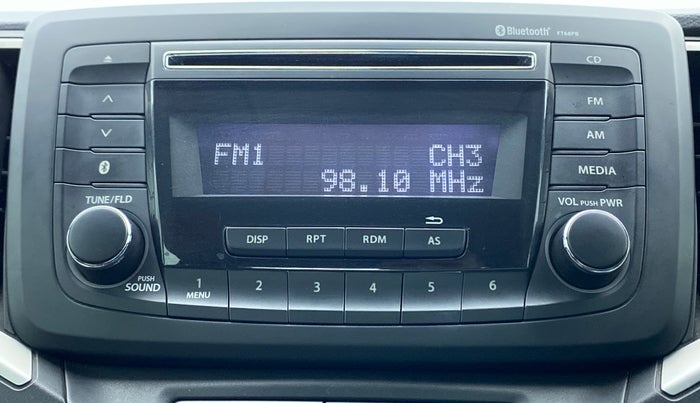 Bluetooth®
CD
FM
AM
MEDIA
FM1 CH3
98.10 MHz
TUNE/FLD
VOL PUSH PWR
DISP RPT RDM AS
PUSH
SOUND
1 2 3 4 5 6
MENU